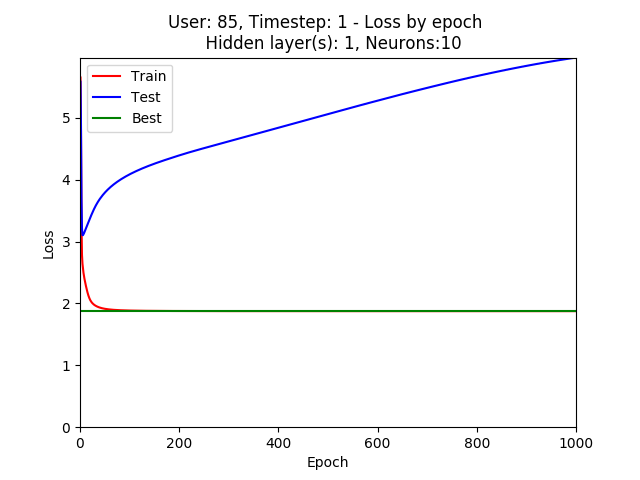 User: 85, Timestep: 1 - Loss by epoch
Hidden layer(s): 1, Neurons:10
Train
Test
Best
5
4
3
2
1
0
Loss
0 200 400 600 800 1000
Epoch